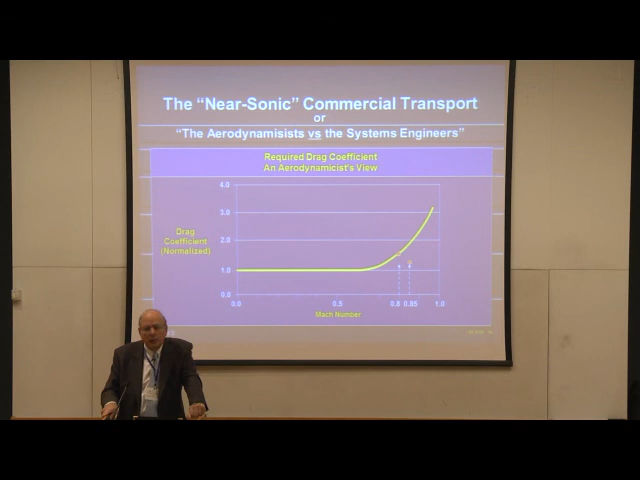 The “Near-Sonic” Commercial Transport
or
“The Aerodynamisists vs the Systems Engineers”
Required Drag Coefficient
An Aerodynamicist's View
4.0
3.0
Drag
Coefficient
(Normalized)
2.0
1.0
0.0
0.0
0.5
0.8
0.85
1.0
Mach Number